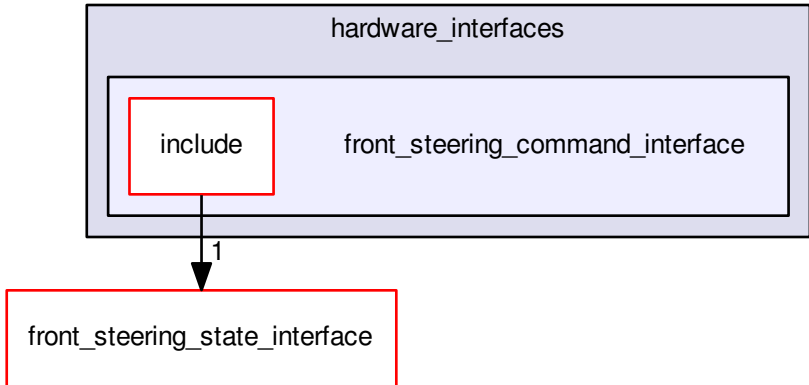 hardware_interfaces
include
front_steering_command_interface
1
front_steering_state_interface